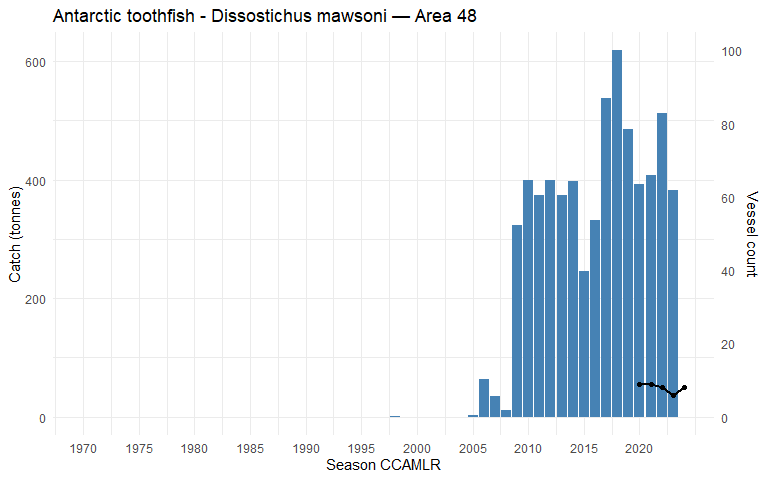 Antarctic toothfish - Dissostichus mawsoni — Area 48
Catch (tonnes)
600
400
200
0
100
80
60
40
20
0
Vessel count
1970 1975 1980 1985 1990 1995 2000 2005 2010 2015 2020
Season CCAMLR